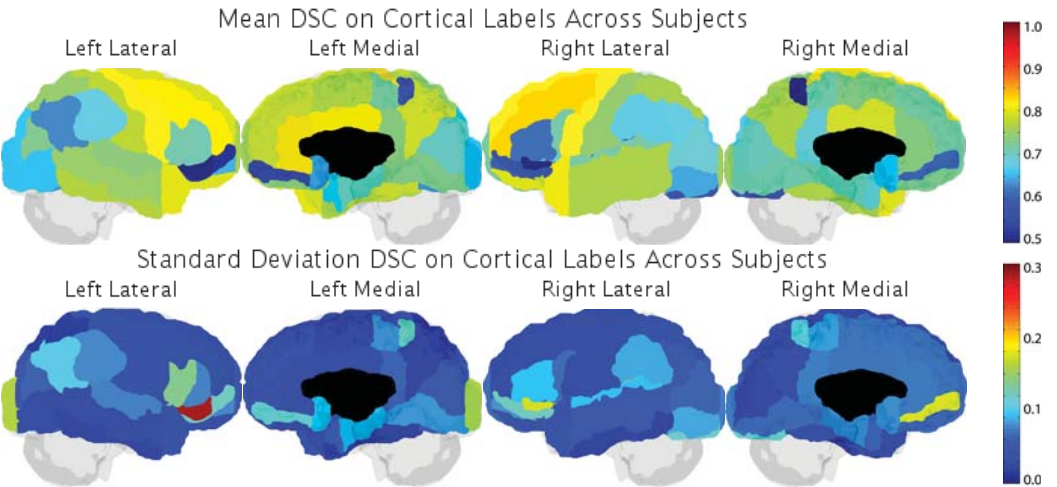 Mean DSC on Cortical Labels Across Subjects
Left Lateral Left Medial Right Lateral Right Medial
1.0
0.9
0.8
0.7
0.6
0.5
Standard Deviation DSC on Cortical Labels Across Subjects
Left Lateral Left Medial Right Lateral Right Medial
0.3
0.2
0.1
0.0